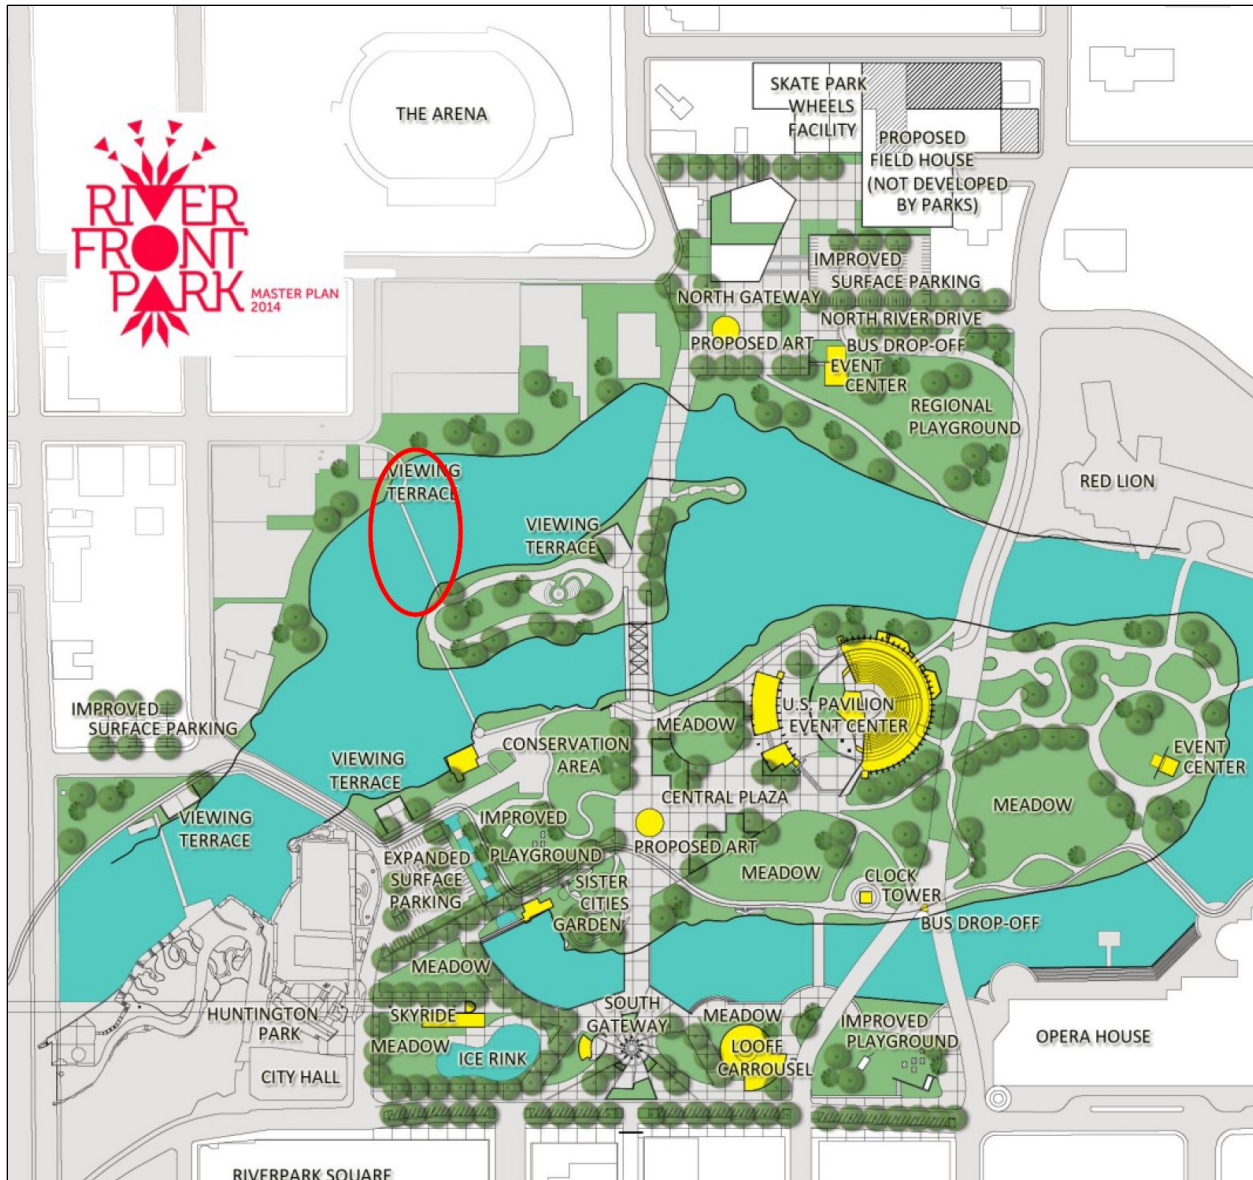 THE ARENA
SKATE PARK
WHEELS
FACILITY
PROPOSED
FIELD HOUSE
(NOT DEVELOPED
BY PARKS)
RIVER
FRONT
PARK
MASTER PLAN
2014
IMPROVED
SURFACE PARKING
NORTH GATEWAY
NORTH RIVER DRIVE
PROPOSED ART
BUS DROP-OFF
EVENT
CENTER
REGIONAL
PLAYGROUND
VIEWING
TERRACE
RED LION
VIEWING
TERRACE
IMPROVED
SURFACE PARKING
U.S. PAVILION
EVENT CENTER
MEADOW
CONSERVATION
AREA
EVENT
CENTER
VIEWING
TERRACE
CENTRAL PLAZA
MEADOW
VIEWING
TERRACE
IMPROVED
PLAYGROUND
PROPOSED ART
EXPANDED
SURFACE
PARKING
MEADOW
SISTER
CITIES
GARDEN
CLOCK
TOWER
BUS DROP-OFF
MEADOW
HUNTINGTON
PARK
SKYRIDE
SOUTH
GATEWAY
MEADOW
IMPROVED
PLAYGROUND
OPERA HOUSE
MEADOW
ICE RINK
LOOFF
CARROUSEL
CITY HALL
RIVERPARK SQUARE